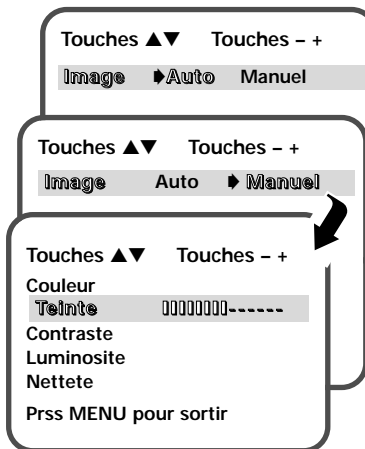 Touches ▲▼ Touches – +
Image ➧Auto Manuel
Touches ▲▼ Touches – +
Image Auto ➧ Manuel
Touches ▲▼ Touches – +
Couleur
Teinte
Contraste
Luminosite
Nettete
Prss MENU pour sortir